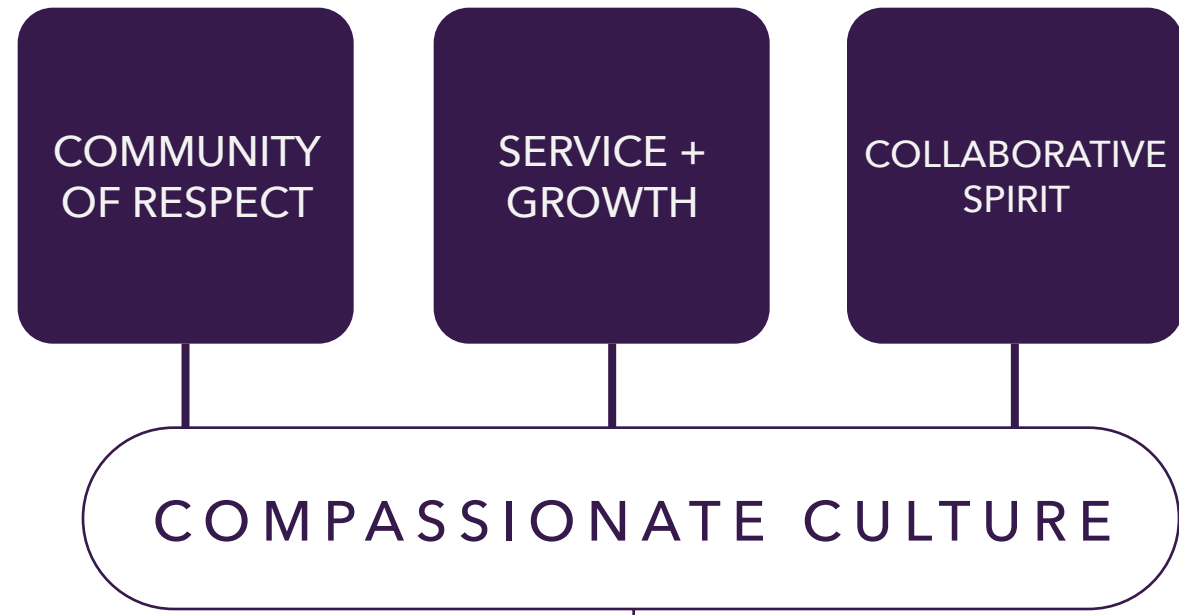 COMMUNITY
OF RESPECT
SERVICE +
GROWTH
COLLABORATIVE
SPIRIT
COMPASSIONATE CULTURE